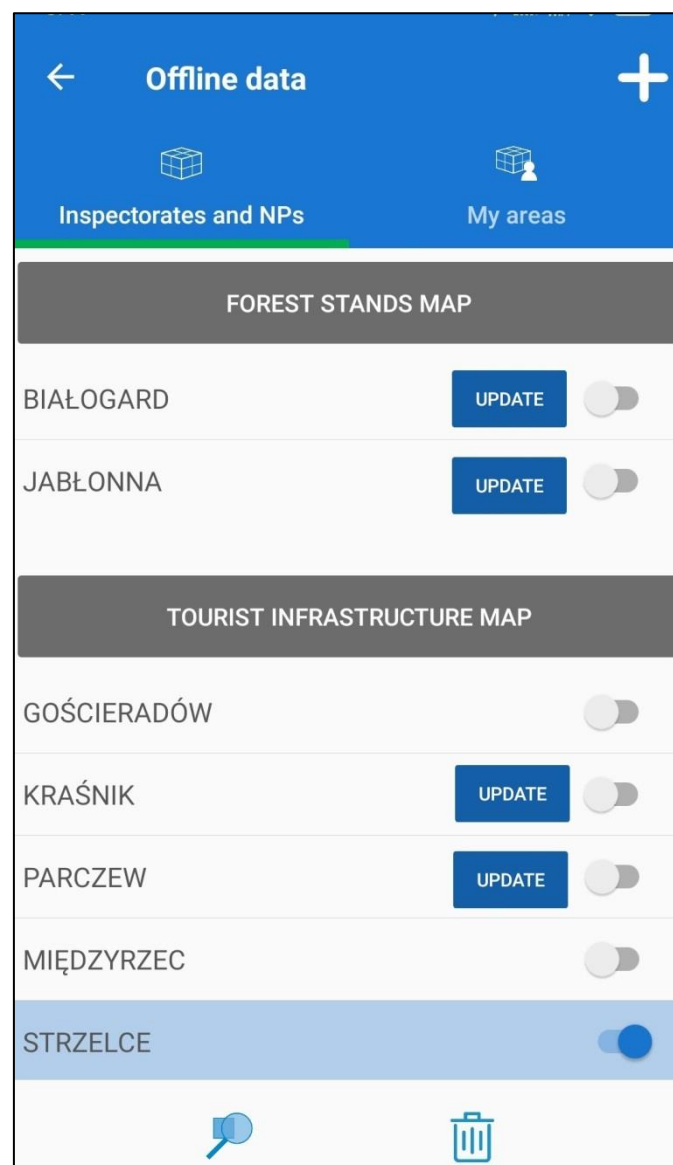 Offline data
Inspectorates and NPs
My areas
FOREST STANDS MAP
BIAŁOGARD UPDATE
JABŁONNA UPDATE
TOURIST INFRASTRUCTURE MAP
GOŚCIERADÓW
KRAŚNIK UPDATE
PARCZEW UPDATE
MIĘDZYRZEC
STRZELCE